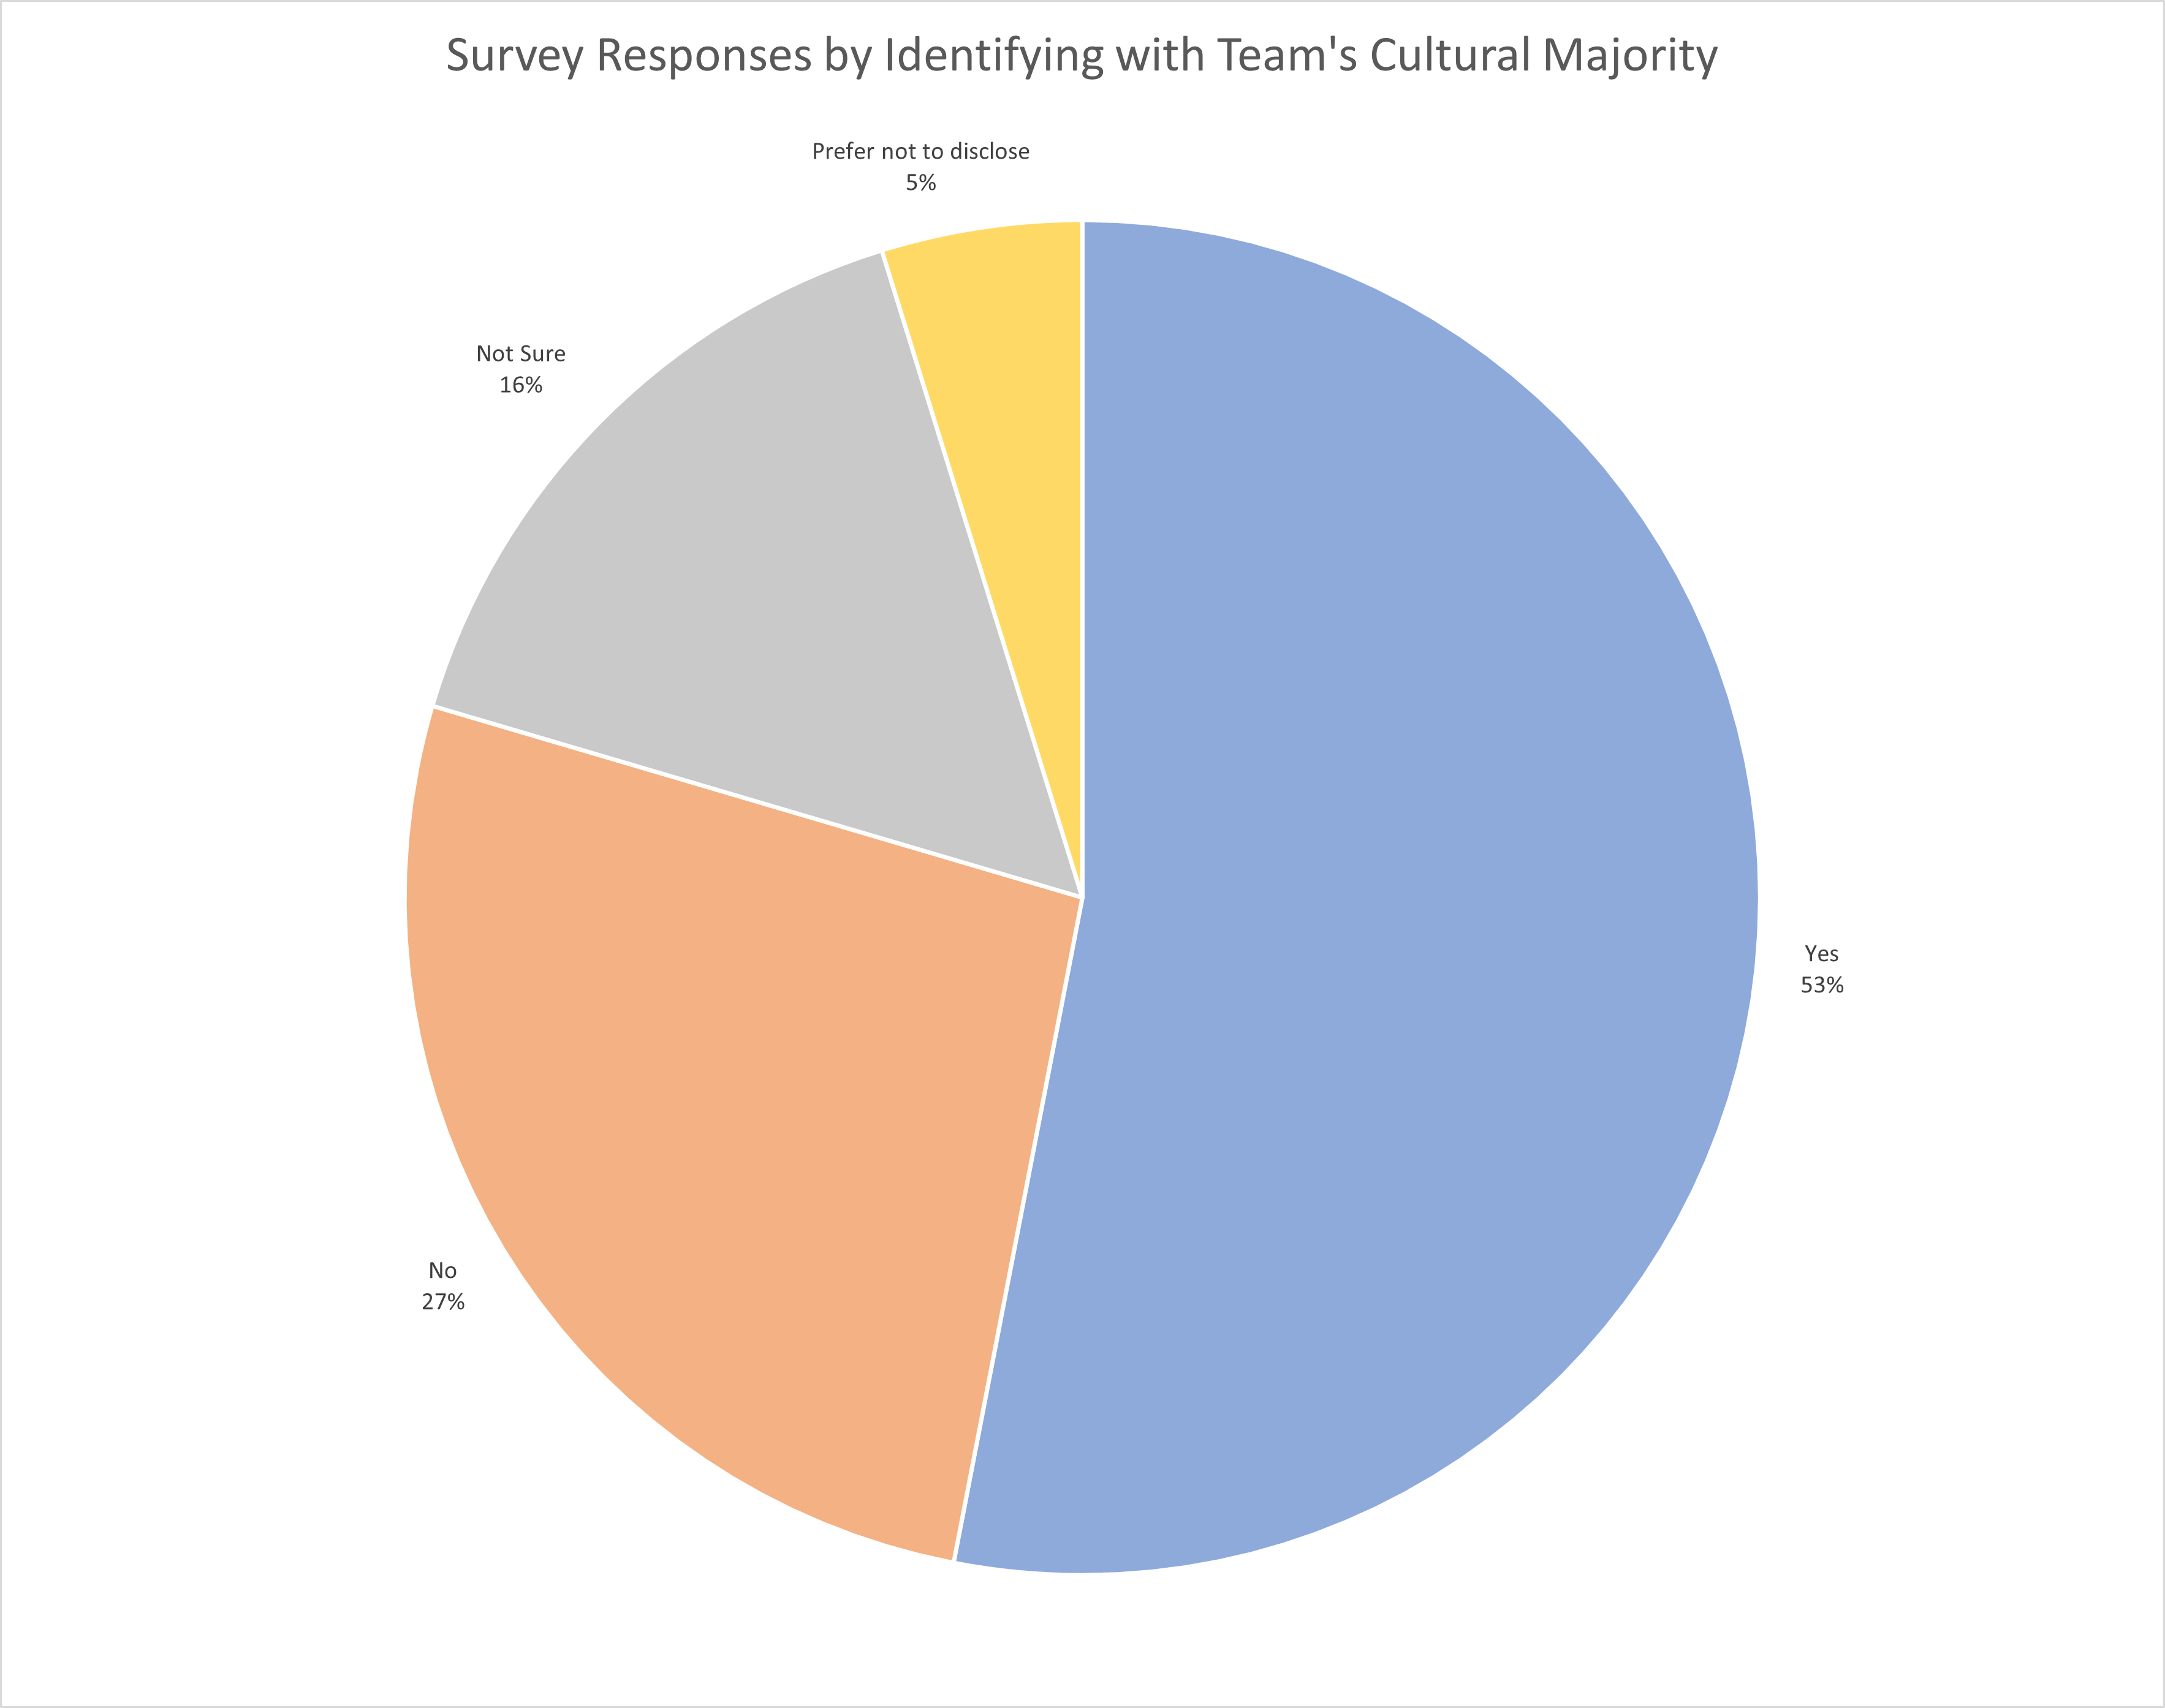 Survey Responses by Identifying with Team's Cultural Majority
Prefer not to disclose
5%
Not Sure
16%
Yes
53%
No
27%